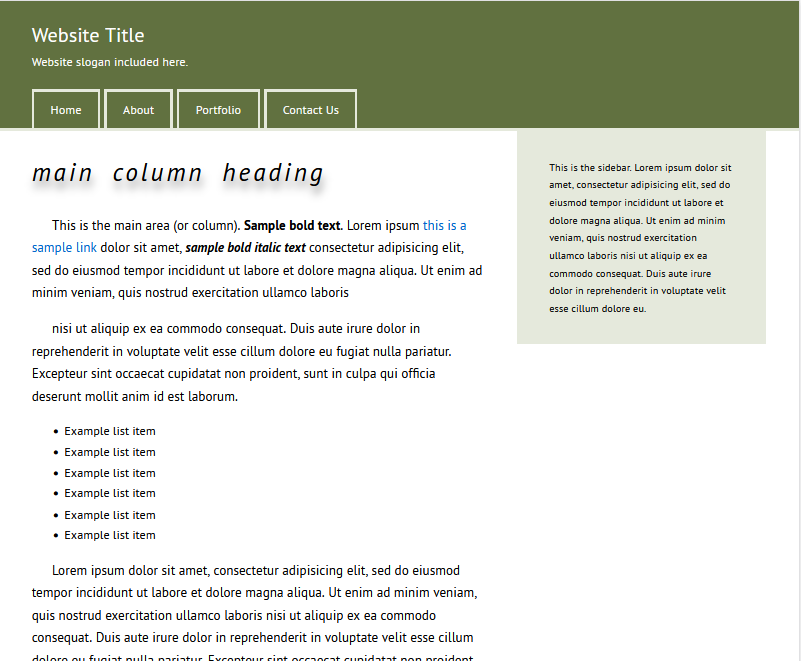 Website Title
Website slogan included here.
Home About Portfolio Contact Us
main column heading
This is the main area (or column). Sample bold text. Lorem ipsum this is a
sample link dolor sit amet, sample bold italic text consectetur adipisicing elit,
sed do eiusmod tempor incididunt ut labore et dolore magna aliqua. Ut enim ad
minim veniam, quis nostrud exercitation ullamco laboris
nisi ut aliquip ex ea commodo consequat. Duis aute irure dolor in
reprehenderit in voluptate velit esse cillum dolore eu fugiat nulla pariatur.
Excepteur sint occaecat cupidatat non proident, sunt in culpa qui officia
deserunt mollit anim id est laborum.
• Example list item
• Example list item
• Example list item
• Example list item
• Example list item
• Example list item
Lorem ipsum dolor sit amet, consectetur adipisicing elit, sed do eiusmod
tempor incididunt ut labore et dolore magna aliqua. Ut enim ad minim veniam,
quis nostrud exercitation ullamco laboris nisi ut aliquip ex ea commodo
consequat. Duis aute irure dolor in reprehenderit in voluptate velit esse cillum
dolore eu fugiat nulla pariatur. Excepteur sint occaecat cupidatat non proident,
This is the sidebar. Lorem ipsum dolor sit
amet, consectetur adipisicing elit, sed do
eiusmod tempor incididunt ut labore et
dolore magna aliqua. Ut enim ad minim
veniam, quis nostrud exercitation
ullamco laboris nisi ut aliquip ex ea
commodo consequat. Duis aute irure
dolor in reprehenderit in voluptate velit
esse cillum dolore eu.